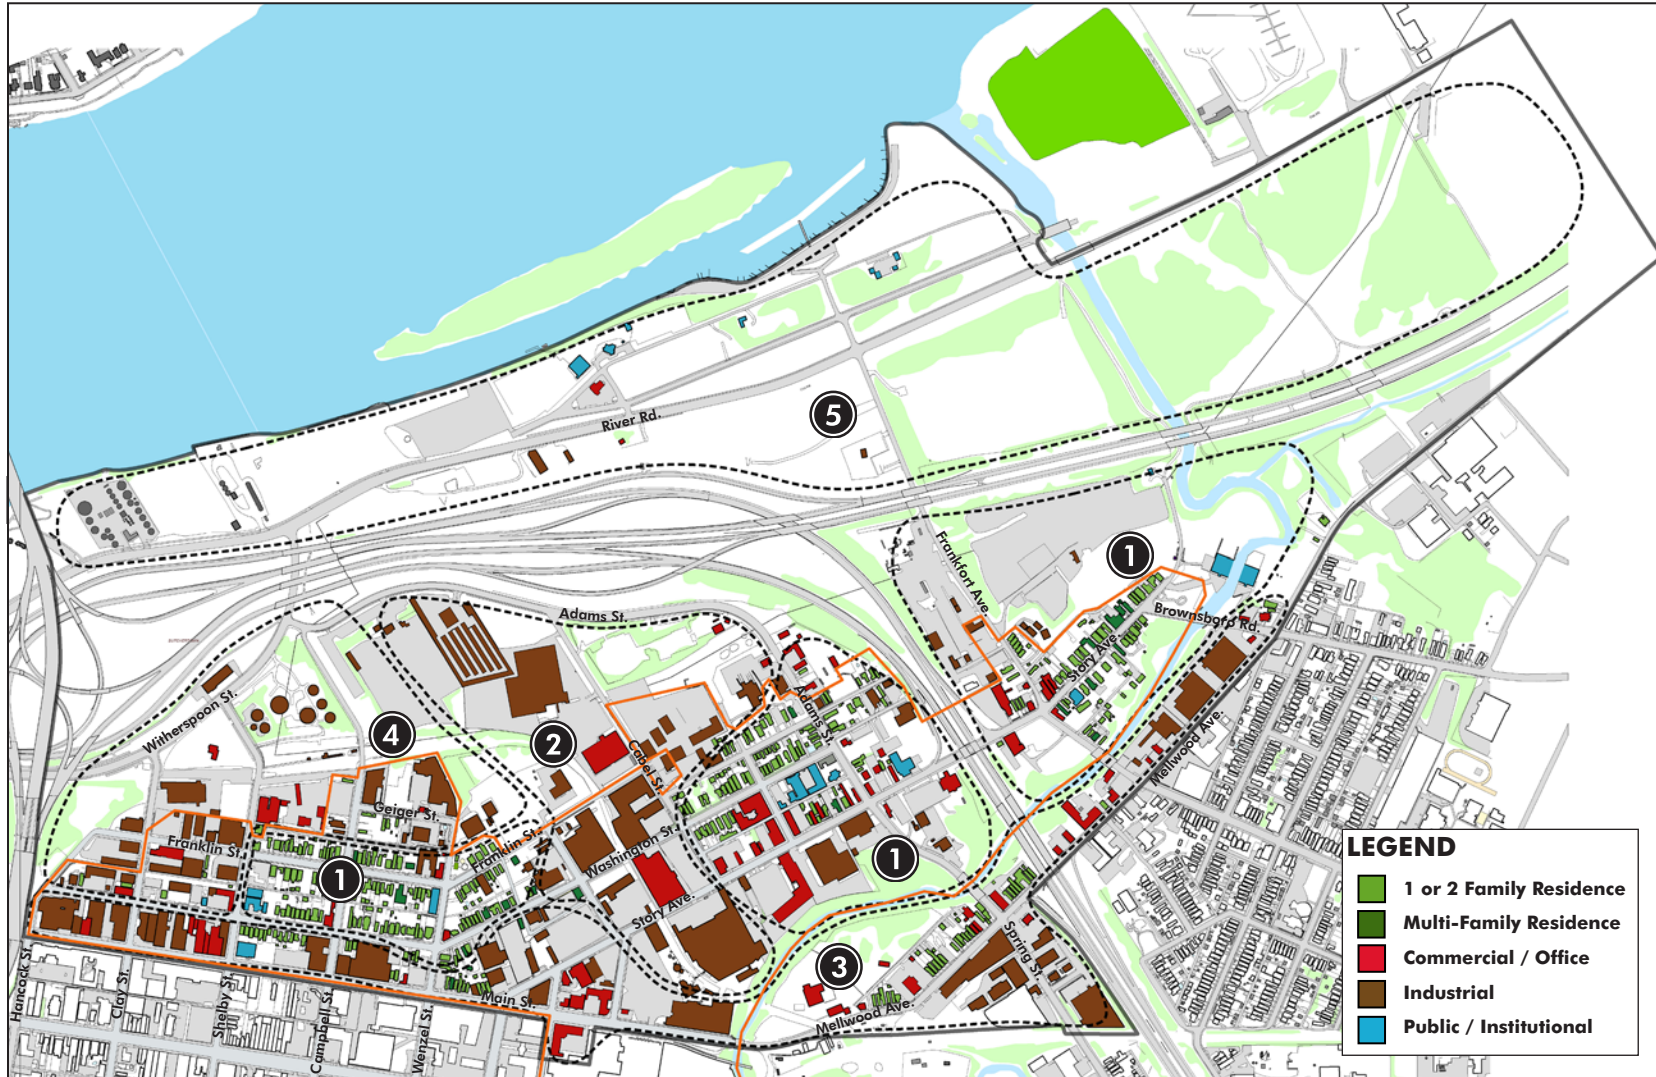 River Rd.
5
Frankfort Ave.
1
Brownsboro Rd.
Story Ave.
Adams St.
Witherspoon St.
4
2
Cabel St.
Adams St.
Mellwood Ave.
Geiger St.
Franklin St.
Franklin St.
Washington St.
1
1
Story Ave.
3
Spring St.
Main St.
Mellwood Ave.
Hancock St.
Clay St.
Shelby St.
Campbell St.
Wenzel St.
LEGEND
1 or 2 Family Residence
Multi-Family Residence
Commercial / Office
Industrial
Public / Institutional